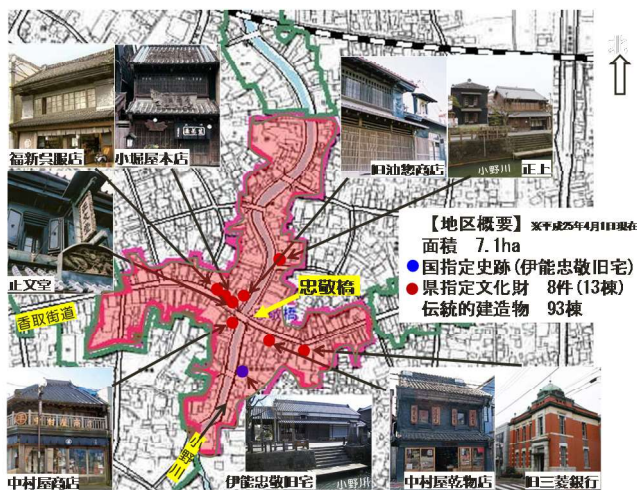 北
福新呉服店
小堀屋本店
旧油惣商店
小野川
正上
正文堂
【地区概要】 ※平成25年4月1日現在
面積 7.1ha
国指定史跡(伊能忠敬旧宅)
県指定文化財 8件(13棟)
伝統的建造物 93棟
忠敬橋
香取街道
小野川
中村屋商店
伊能忠敬旧宅
小野川
中村屋乾物店
旧三菱銀行